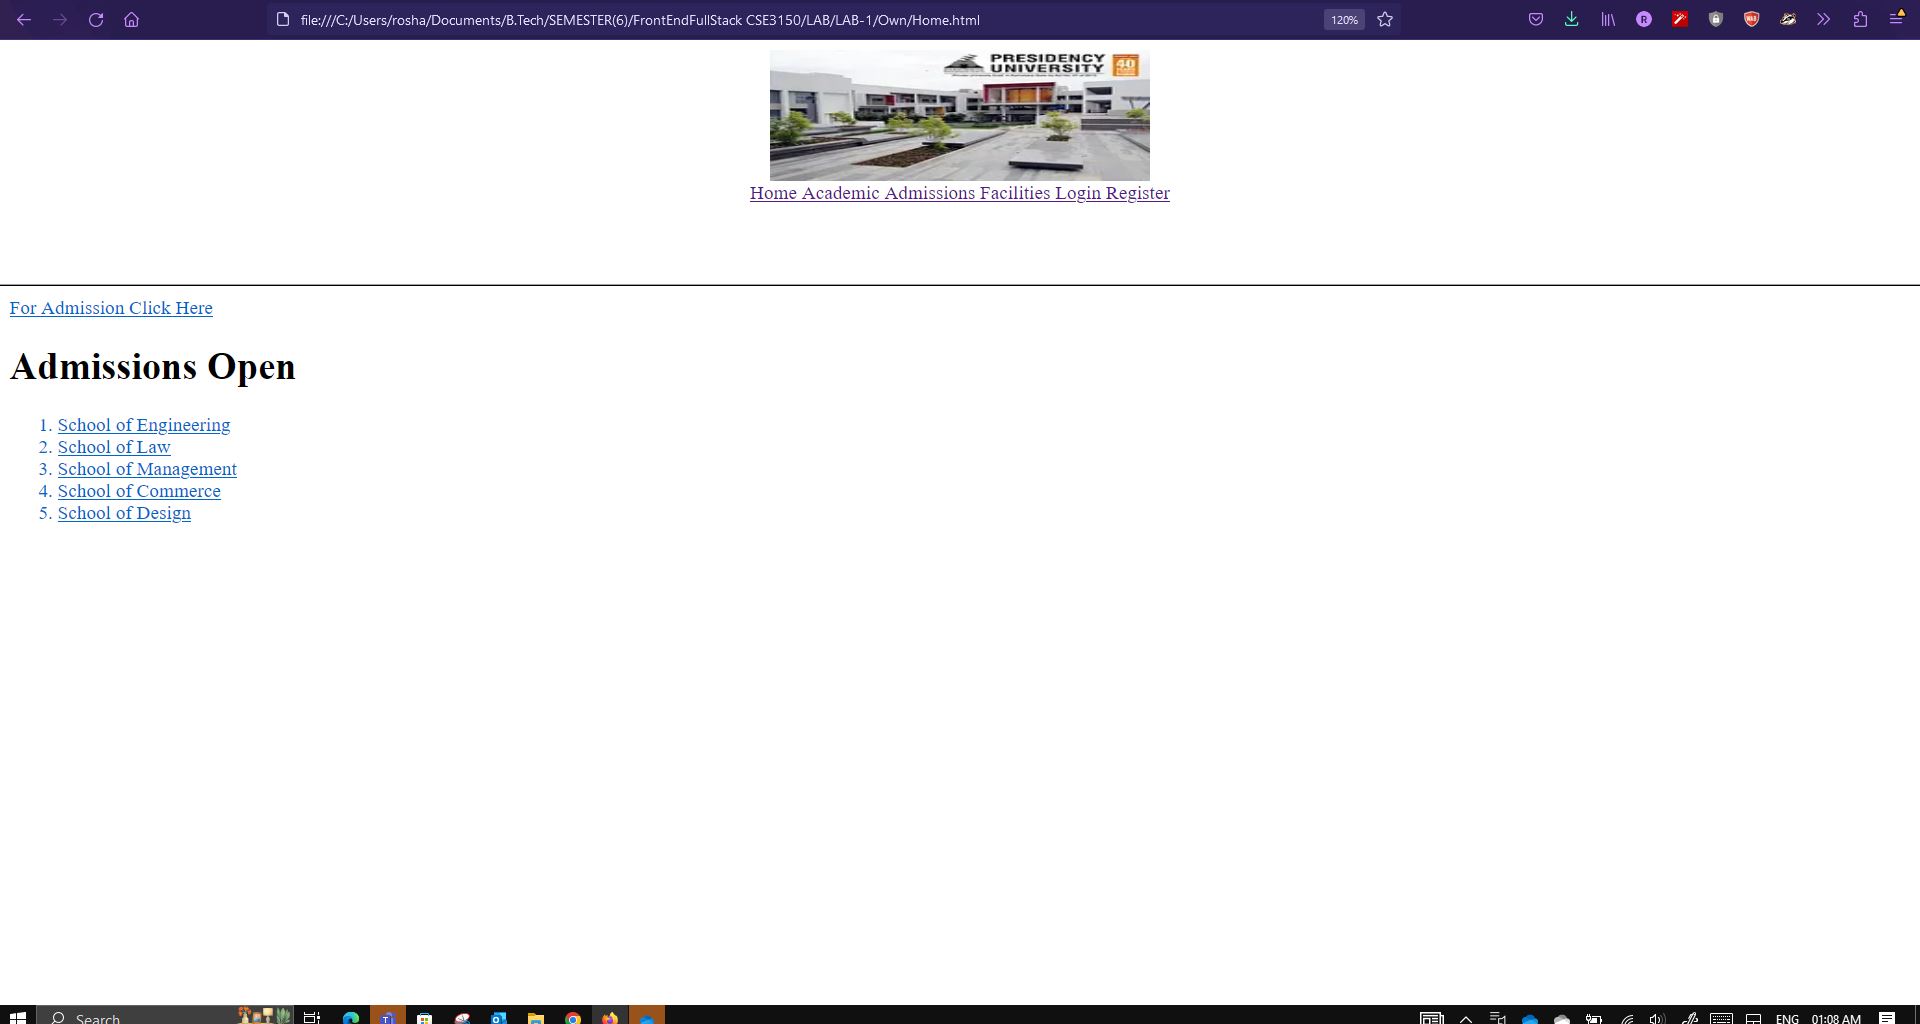 file:///C:/Users/rosha/Documents/B.Tech/SEMESTER(6)/FrontEndFullStack CSE3150/LAB/LAB-1/Own/Home.html
120%
PRESIDENCY
UNIVERSITY
40
Home Academic Admissions Facilities Login Register
For Admission Click Here
Admissions Open
1. School of Engineering
2. School of Law
3. School of Management
4. School of Commerce
5. School of Design
Search
ENG 01:08 AM